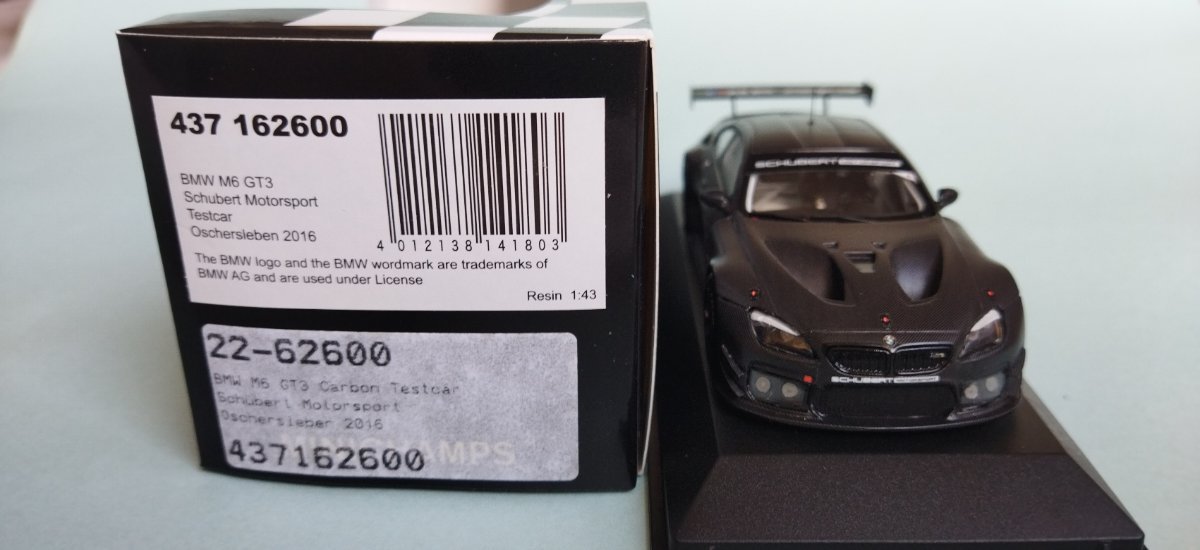 437 162600
BMW M6 GT3
Schubert Motorsport
Testcar
Oschersleben 2016
4 012138 141803
The BMW logo and the BMW wordmark are trademarks of
BMW AG and are used under License
Resin 1:43
22-62600
BMW M6 GT3 Carbon Testcar
Schubert Motorsport
Oschersleben 2016
437162600
SCHUBERT
SCHUBERT